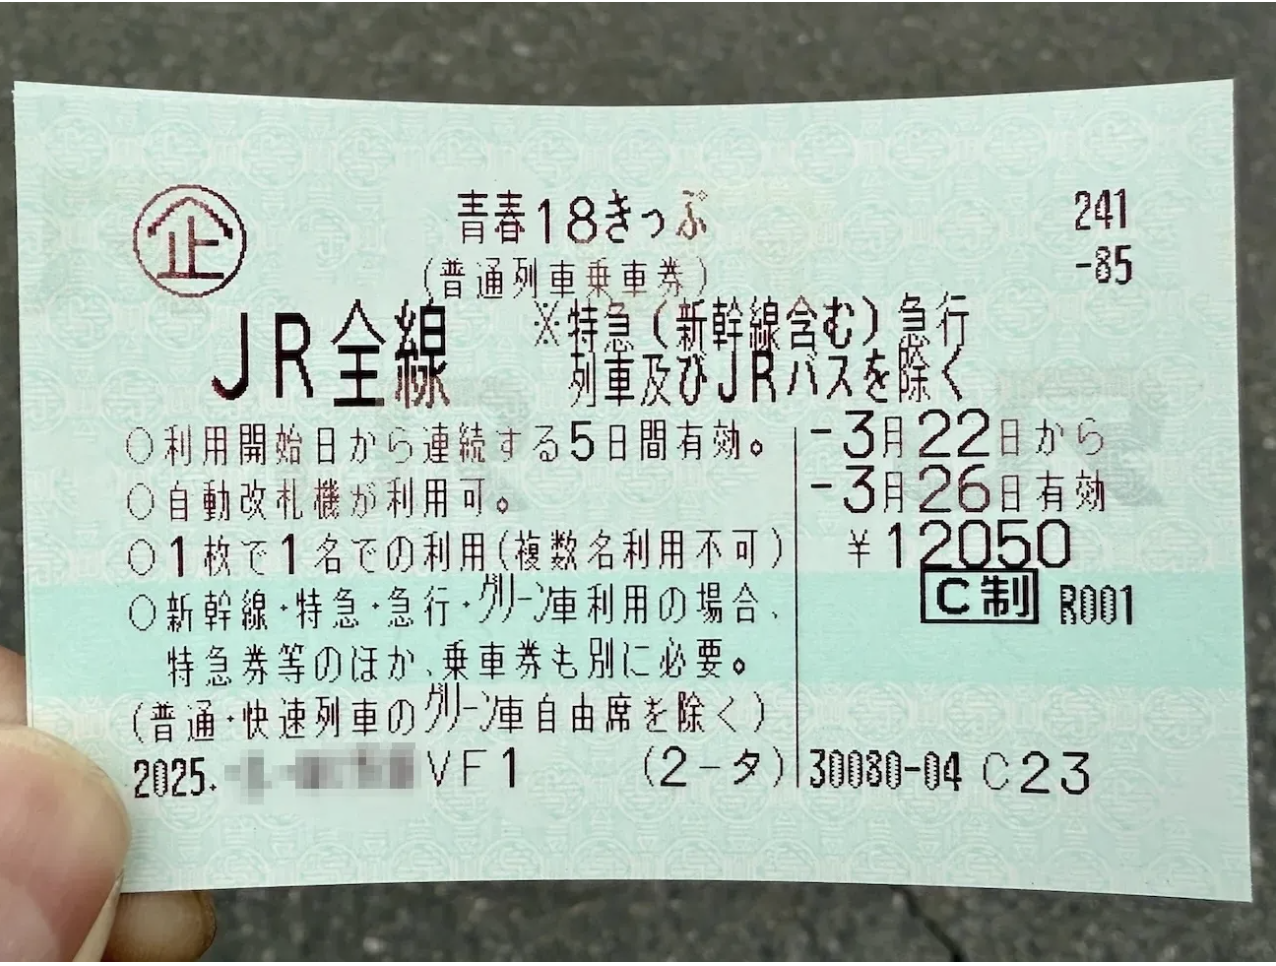 企 青春18きっぷ 241
(普通列車乗車券) -85
JR全線 ※特急(新幹線含む)急行
列車及びJRバスを除く
○利用開始日から連続する5日間有効。 -3月22日から
○自動改札機が利用可。 -3月26日有効
○1枚で1名での利用(複数名利用不可) ¥12050
○新幹線・特急・急行・グリーン車利用の場合、 C制 R001
特急券等のほか、乗車券も別に必要。
(普通・快速列車のグリーン車自由席を除く)
2025. VF1 (2-タ) 30080-04 C23